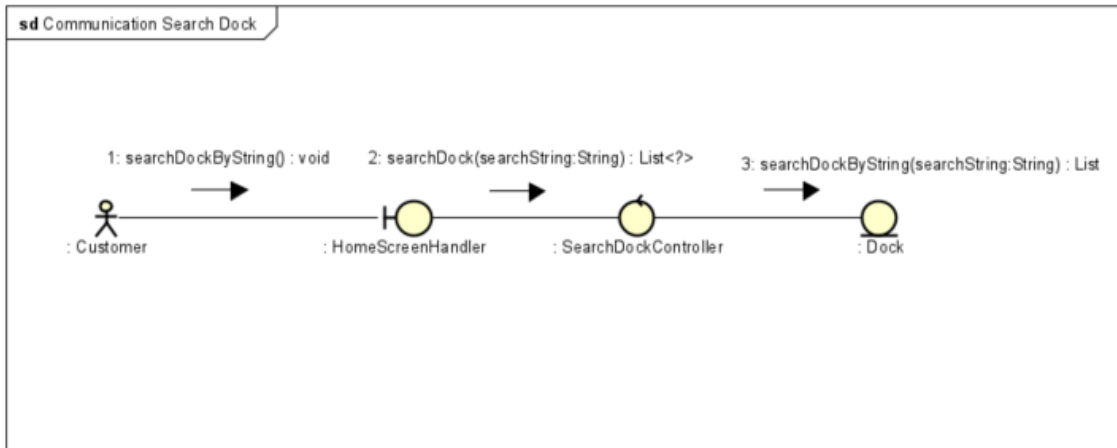 sd Communication Search Dock
1: searchDockByString() : void
2: searchDock(searchString:String) : List<?>
3: searchDockByString(searchString:String) : List
: Customer
: HomeScreenHandler
: SearchDockController
: Dock